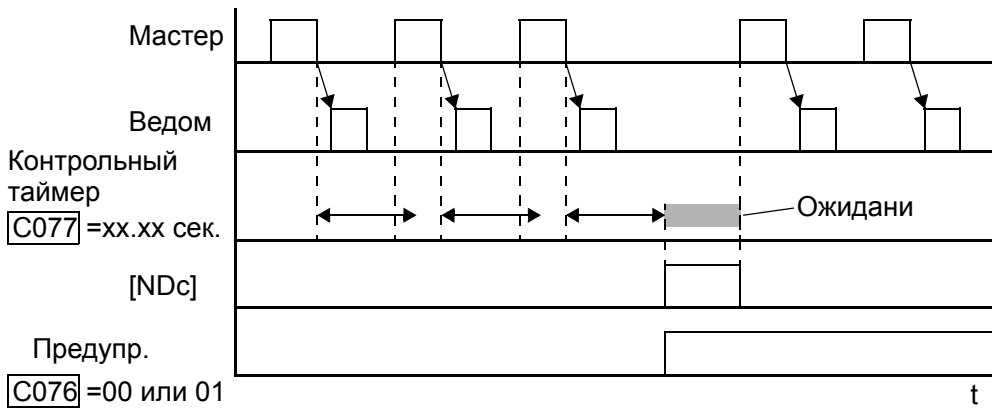 Мастер
Ведом
Контрольный
таймер
C077 =xx.xx сек.
Ожидани
[NDc]
Предупр.
C076 =00 или 01
t